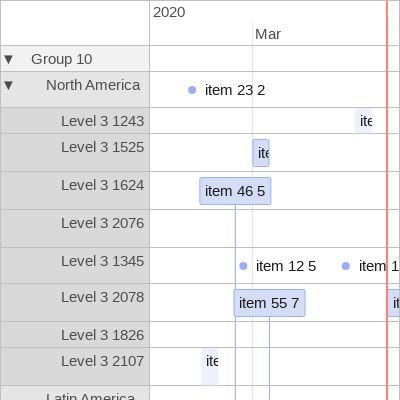 2020
Mar
▼ Group 10
▼ North America
item 23 2
Level 3 1243
ite
Level 3 1525
ite
Level 3 1624
item 46 5
Level 3 2076
Level 3 1345
item 12 5
item 1
Level 3 2078
item 55 7
it
Level 3 1826
Level 3 2107
ite
Latin America